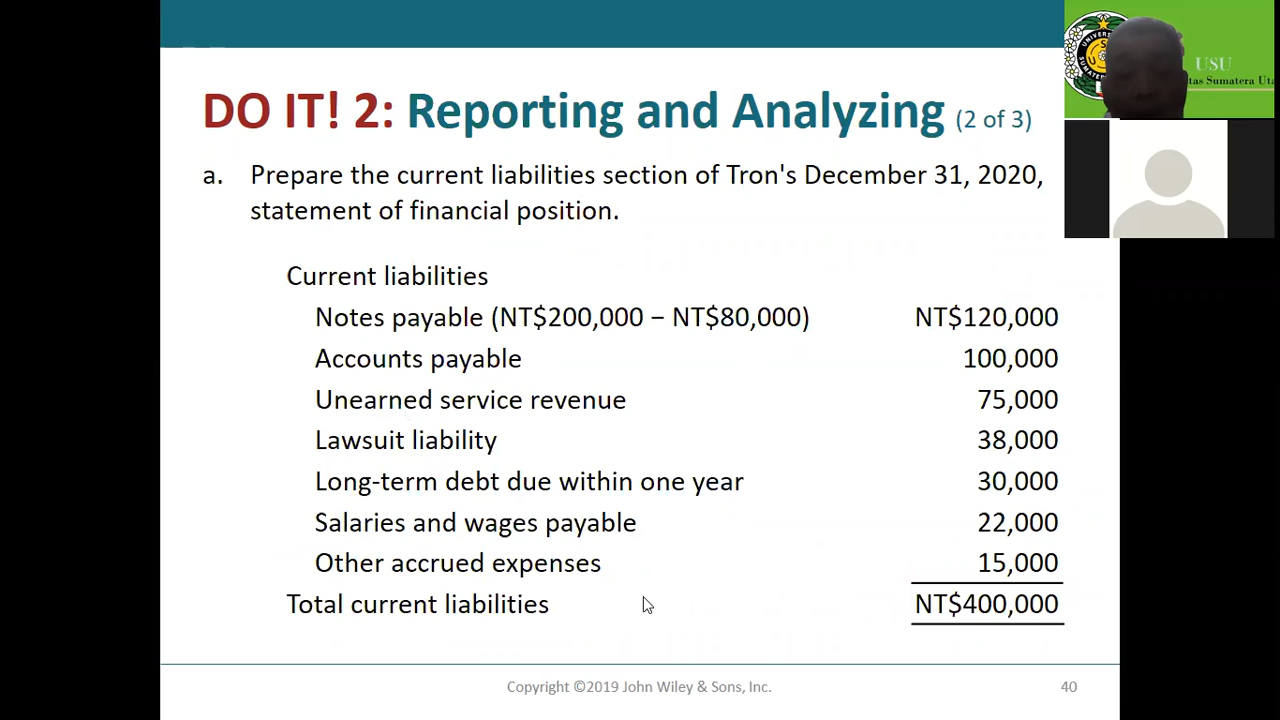 DO IT! 2: Reporting and Analyzing (2 of 3)
a. Prepare the current liabilities section of Tron's December 31, 2020,
statement of financial position.
Current liabilities
Notes payable (NT$200,000 − NT$80,000) NT$120,000
Accounts payable 100,000
Unearned service revenue 75,000
Lawsuit liability 38,000
Long-term debt due within one year 30,000
Salaries and wages payable 22,000
Other accrued expenses 15,000
Total current liabilities NT$400,000
Copyright ©2019 John Wiley & Sons, Inc. 40
USU
tas Sumatera Uta